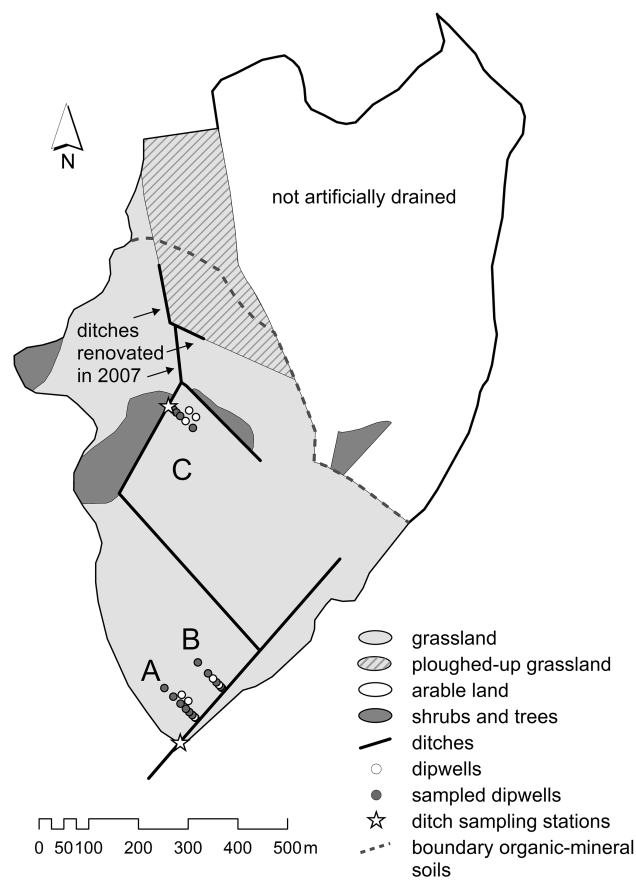 N
not artificially drained
ditches
renovated
in 2007
C
B
A
grassland
ploughed-up grassland
arable land
shrubs and trees
ditches
dipwells
sampled dipwells
ditch sampling stations
boundary organic-mineral
soils
0 50 100 200 300 400 500 m